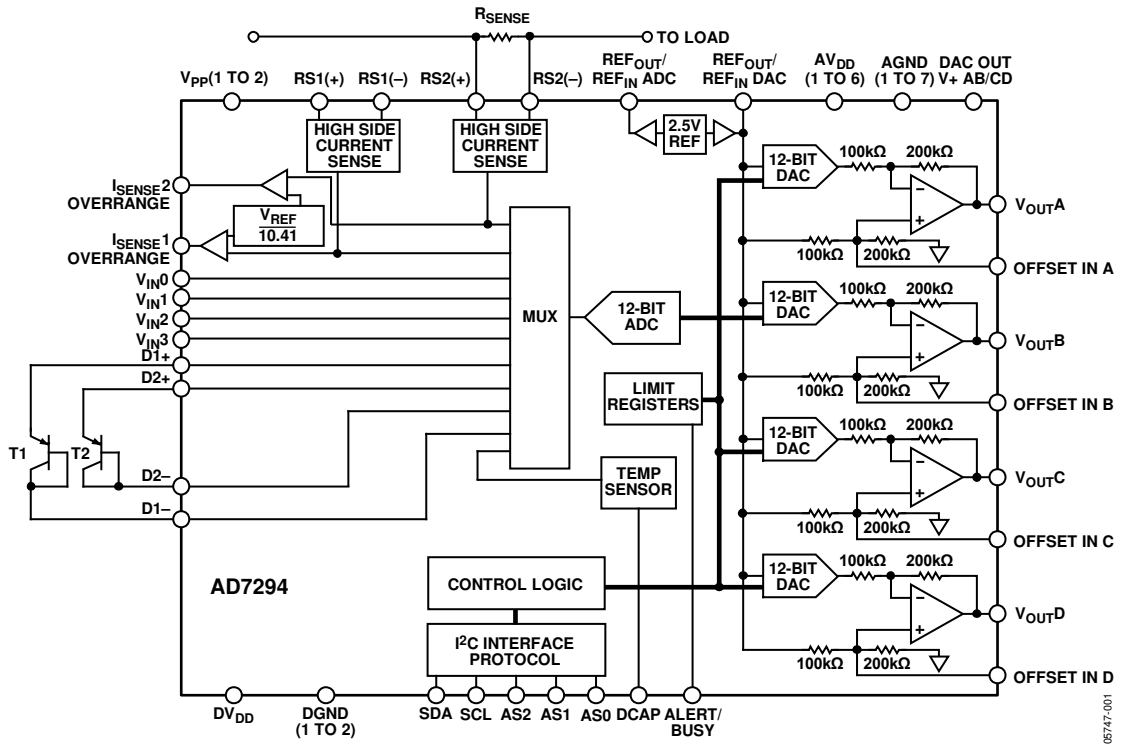 RSENSE
TO LOAD
VPP(1 TO 2)
RS1(+)
RS1(–)
RS2(+)
RS2(–)
REFOUT/
REFIN ADC
REFOUT/
REFIN DAC
AVDD
(1 TO 6)
AGND
(1 TO 7)
DAC OUT
V+ AB/CD
HIGH SIDE
CURRENT
SENSE
HIGH SIDE
CURRENT
SENSE
2.5V
REF
12-BIT
DAC
100kΩ
200kΩ
–
+
VOUTA
100kΩ
200kΩ
OFFSET IN A
ISENSE2
OVERRANGE
VREF
10.41
ISENSE1
OVERRANGE
VIN0
VIN1
VIN2
VIN3
D1+
D2+
MUX
12-BIT
ADC
12-BIT
DAC
100kΩ
200kΩ
–
+
VOUTB
100kΩ
200kΩ
OFFSET IN B
LIMIT
REGISTERS
T1
T2
D2–
D1–
TEMP
SENSOR
12-BIT
DAC
100kΩ
200kΩ
–
+
VOUTC
100kΩ
200kΩ
OFFSET IN C
AD7294
CONTROL LOGIC
I2C INTERFACE
PROTOCOL
12-BIT
DAC
100kΩ
200kΩ
–
+
VOUTD
100kΩ
200kΩ
OFFSET IN D
DVDD
DGND
(1 TO 2)
SDA
SCL
AS2
AS1
AS0
DCAP
ALERT/
BUSY
05747-001